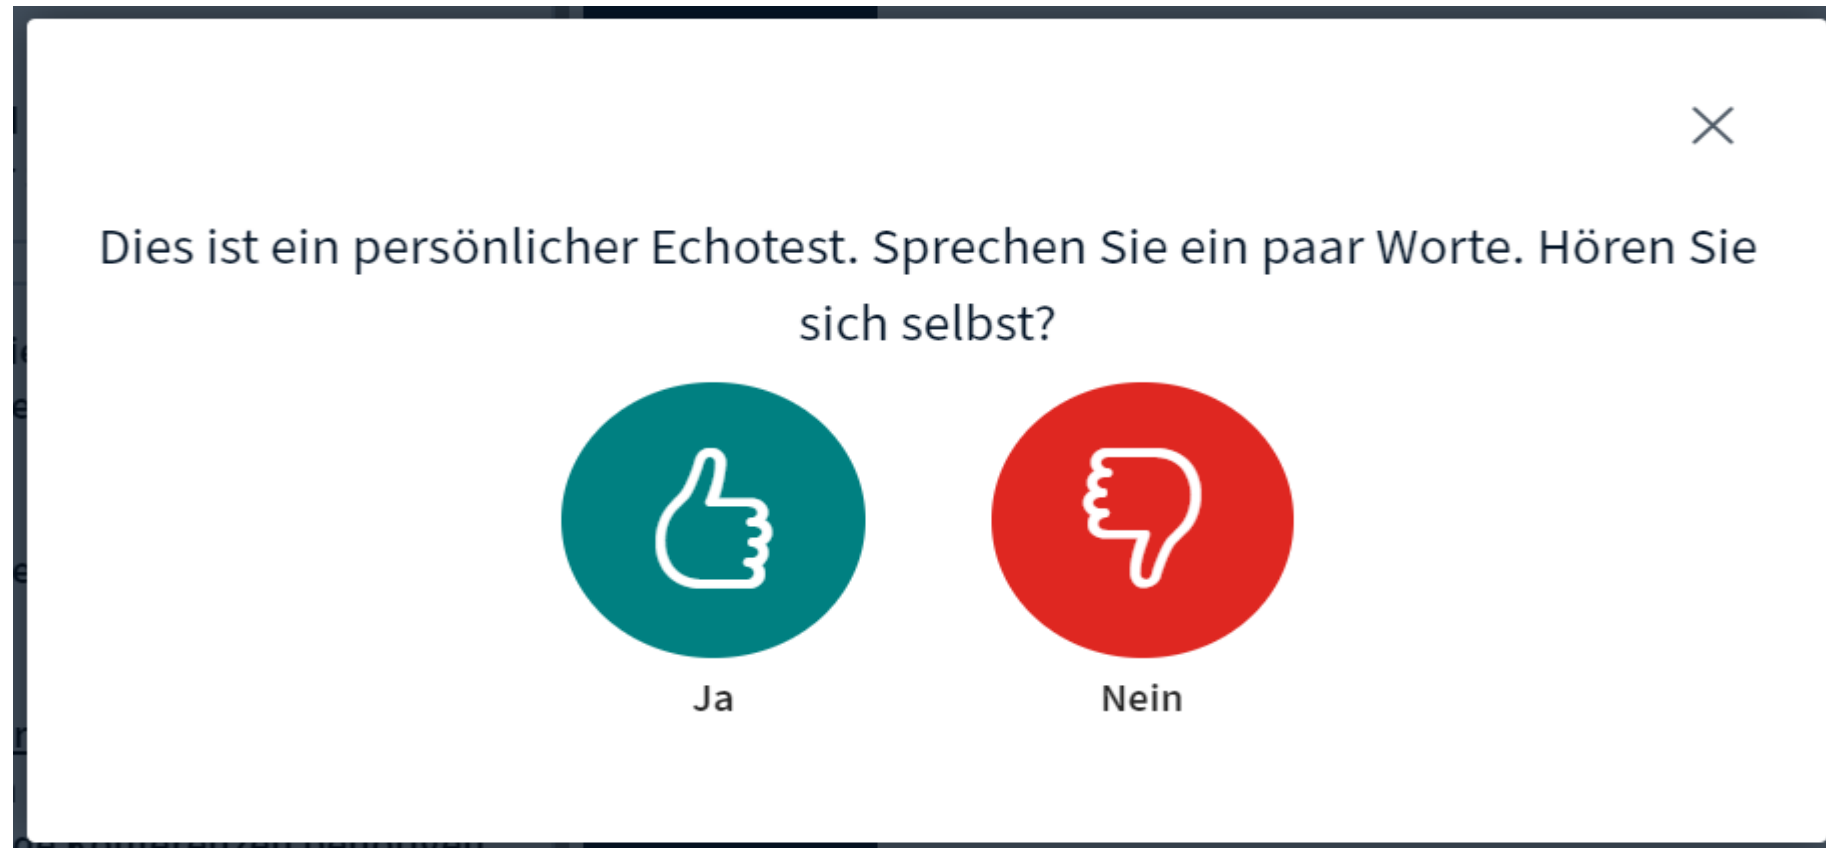 Dies ist ein persönlicher Echotest. Sprechen Sie ein paar Worte. Hören Sie
sich selbst?
Ja
Nein